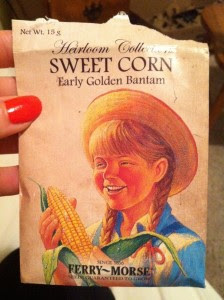 Net Wt. 15 g
Heirloom
SWEET CORN
Early Golden Bantam
SINCE 1856
FERRY~MORSE®